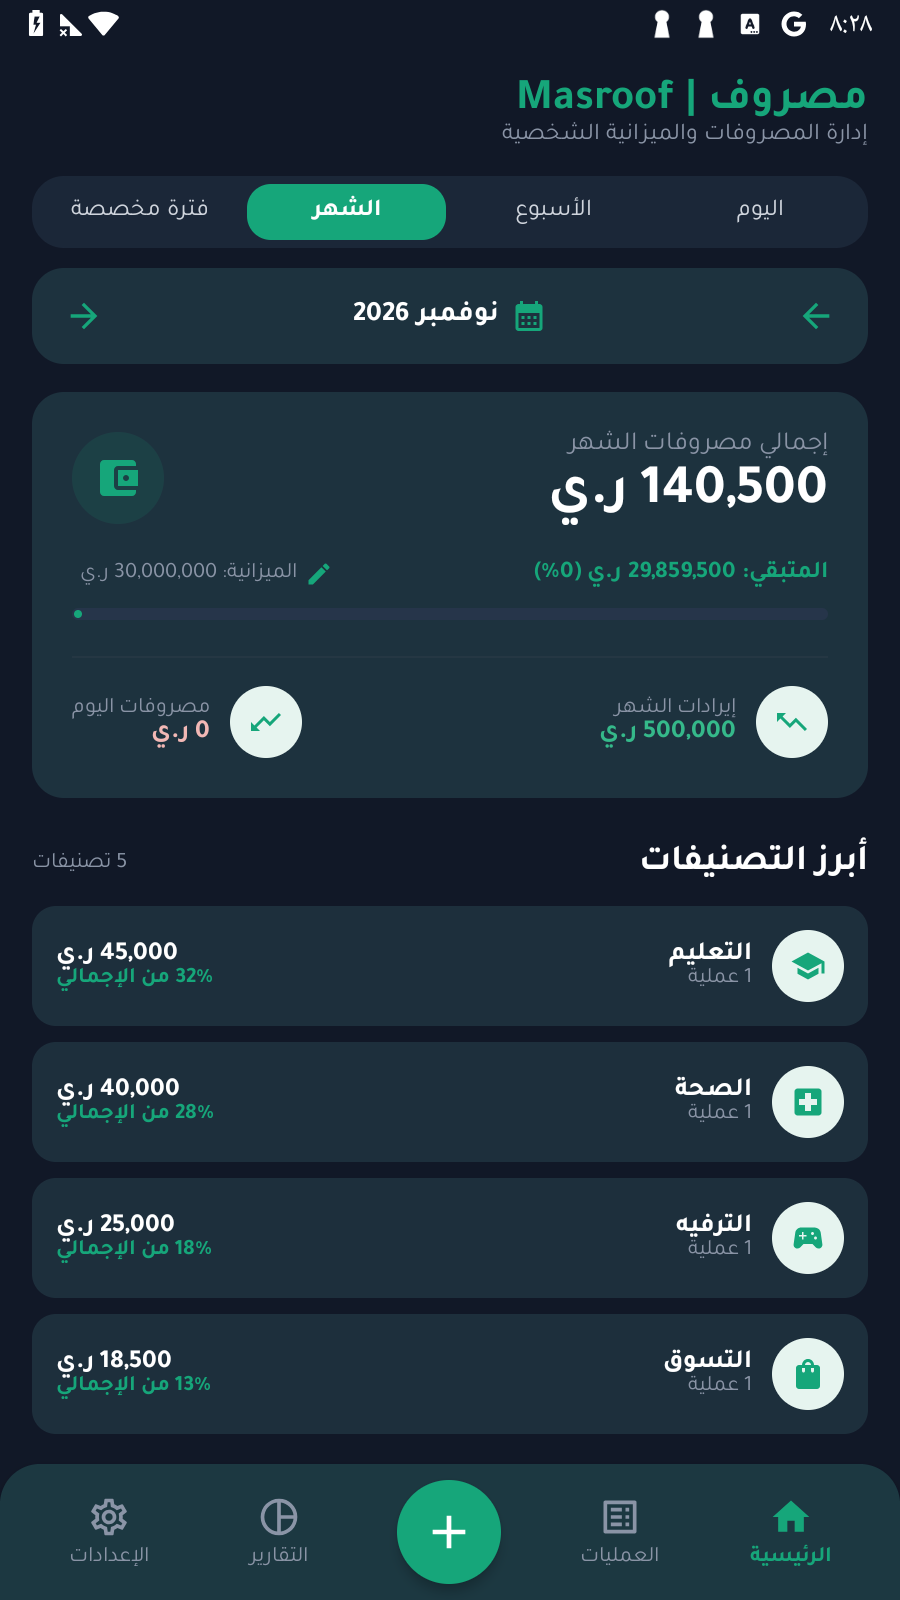 ٨:٢٨
مصروف | Masroof
إدارة المصروفات والميزانية الشخصية
اليوم
الأسبوع
الشهر
فترة مخصصة
نوفمبر 2026
إجمالي مصروفات الشهر
140,500 ر.ي
المتبقي: 29,859,500 ر.ي (0%)
الميزانية: 30,000,000 ر.ي
إيرادات الشهر
500,000 ر.ي
مصروفات اليوم
0 ر.ي
أبرز التصنيفات
5 تصنيفات
التعليم
1 عملية
45,000 ر.ي
32% من الإجمالي
الصحة
1 عملية
40,000 ر.ي
28% من الإجمالي
الترفيه
1 عملية
25,000 ر.ي
18% من الإجمالي
التسوق
1 عملية
18,500 ر.ي
13% من الإجمالي
الرئيسية
العمليات
التقارير
الإعدادات